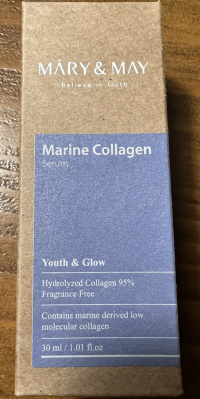 MÁRY & MAY
Believe in Truth
Marine Collagen
Serum
Youth & Glow
Hydrolyzed Collagen 95%
Fragrance Free
Contains marine derived low
molecular collagen
30 ml / 1.01 fl.oz